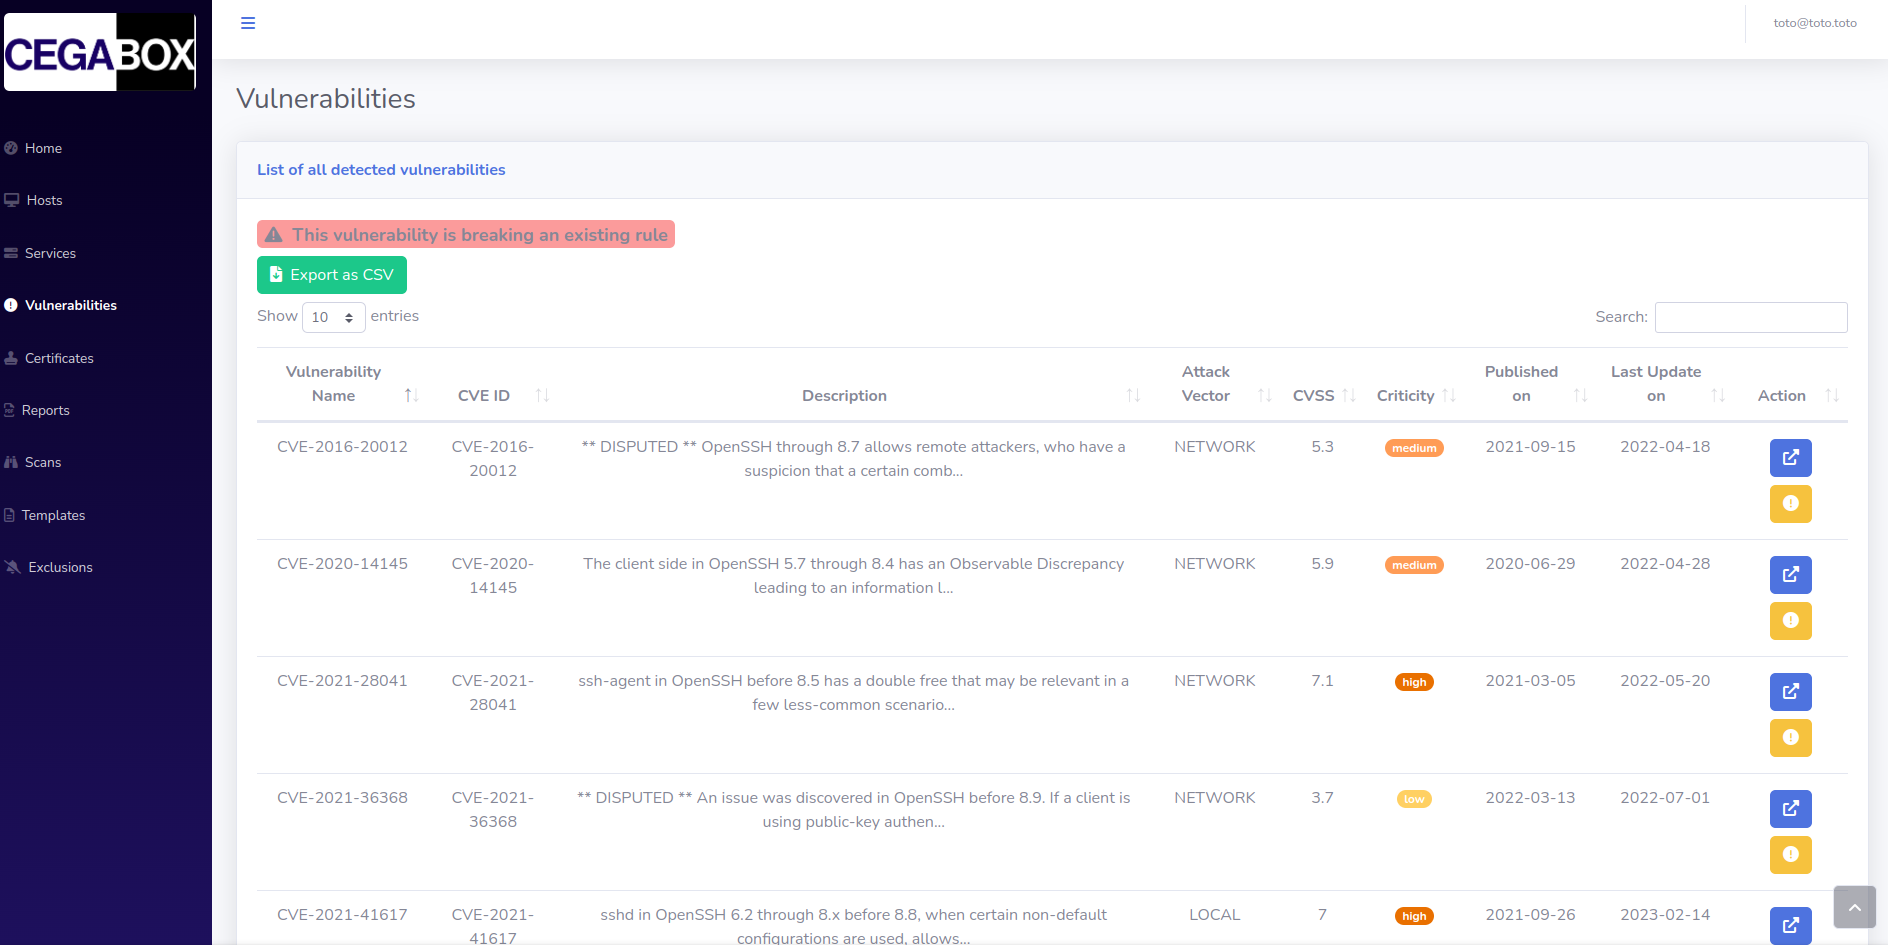 CEGABOX
toto@toto.toto
Home
Hosts
Services
Vulnerabilities
Certificates
Reports
Scans
Templates
Exclusions
Vulnerabilities
List of all detected vulnerabilities
This vulnerability is breaking an existing rule
Export as CSV
Show 10 entries
Search:
Vulnerability Attack Published Last Update
Name CVE ID Description Vector CVSS Criticity on on Action
CVE-2016-20012 CVE-2016- ** DISPUTED ** OpenSSH through 8.7 allows remote attackers, who have a NETWORK 5.3 medium 2021-09-15 2022-04-18
20012 suspicion that a certain comb...
CVE-2020-14145 CVE-2020- The client side in OpenSSH 5.7 through 8.4 has an Observable Discrepancy NETWORK 5.9 medium 2020-06-29 2022-04-28
14145 leading to an information l...
CVE-2021-28041 CVE-2021- ssh-agent in OpenSSH before 8.5 has a double free that may be relevant in a NETWORK 7.1 high 2021-03-05 2022-05-20
28041 few less-common scenario...
CVE-2021-36368 CVE-2021- ** DISPUTED ** An issue was discovered in OpenSSH before 8.9. If a client is NETWORK 3.7 low 2022-03-13 2022-07-01
36368 using public-key authen...
CVE-2021-41617 CVE-2021- sshd in OpenSSH 6.2 through 8.x before 8.8, when certain non-default LOCAL 7 high 2021-09-26 2023-02-14
41617 configurations are used, allows...